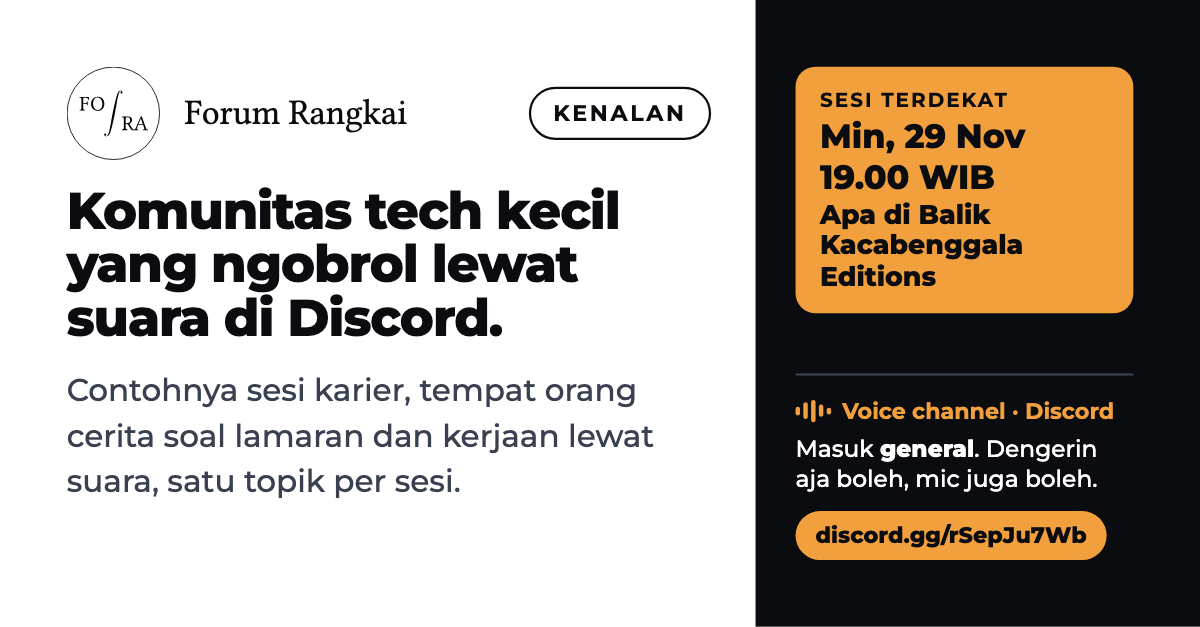 FO
RA
Forum Rangkai
KENALAN
Komunitas tech kecil
yang ngobrol lewat
suara di Discord.
Contohnya sesi karier, tempat orang
cerita soal lamaran dan kerjaan lewat
suara, satu topik per sesi.
SESI TERDEKAT
Min, 29 Nov
19.00 WIB
Apa di Balik
Kacabenggala
Editions
Voice channel · Discord
Masuk general. Dengerin
aja boleh, mic juga boleh.
discord.gg/rSepJu7Wb